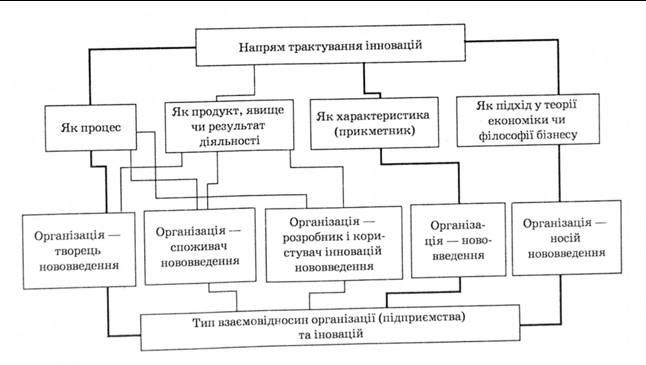 Напрям трактування інновацій
Як процес
Як продукт, явище
чи результат
діяльності
Як характеристика
(прикметник)
Як підхід у теорії
економіки чи
філософії бізнесу
Організація —
творець
нововведення
Організація —
споживач
нововведення
Організація —
розробник і кори-
стувач інновацій
нововведення
Організа-
ція — ново-
введення
Організація —
носій
нововведення
Тип взаємовідносин організації (підприємства)
та іновацій